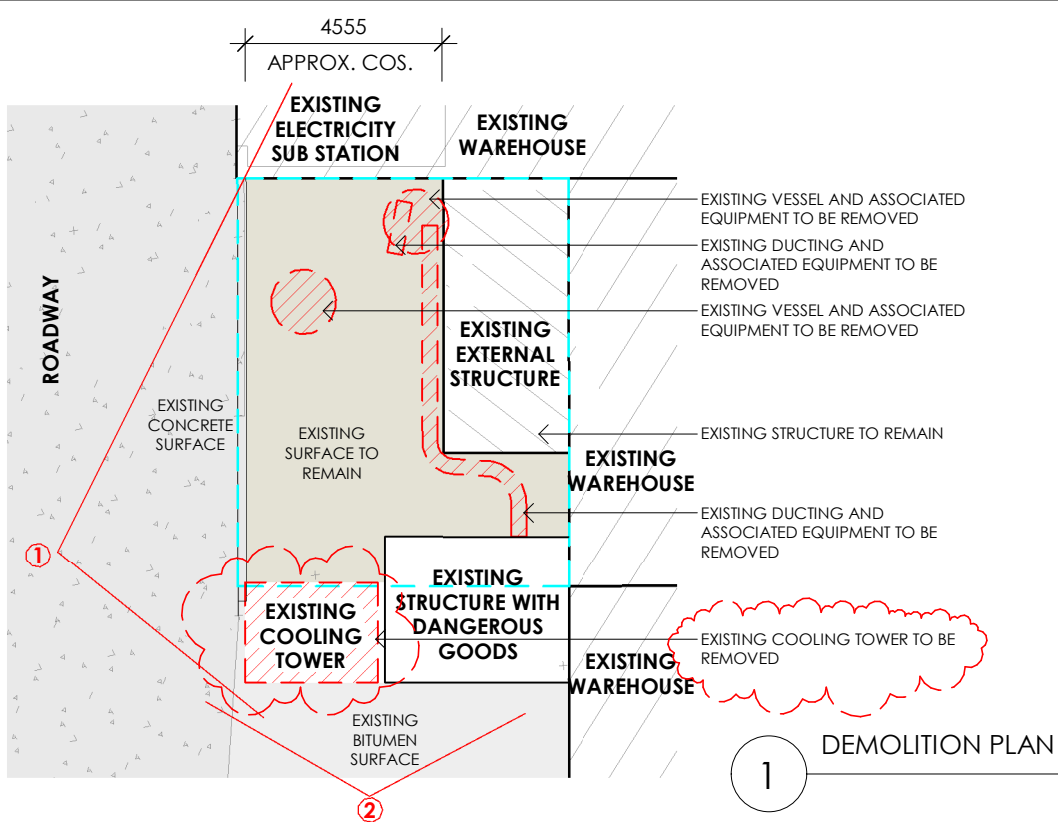 4555
APPROX. COS.
EXISTING
ELECTRICITY
SUB STATION
EXISTING
WAREHOUSE
EXISTING VESSEL AND ASSOCIATED
EQUIPMENT TO BE REMOVED
EXISTING DUCTING AND
ASSOCIATED EQUIPMENT TO BE
REMOVED
EXISTING VESSEL AND ASSOCIATED
EQUIPMENT TO BE REMOVED
ROADWAY
EXISTING
EXTERNAL
STRUCTURE
EXISTING
CONCRETE
SURFACE
EXISTING
SURFACE TO
REMAIN
EXISTING STRUCTURE TO REMAIN
EXISTING
WAREHOUSE
EXISTING DUCTING AND
ASSOCIATED EQUIPMENT TO BE
REMOVED
1
EXISTING
COOLING
TOWER
EXISTING
STRUCTURE WITH
DANGEROUS
GOODS
EXISTING COOLING TOWER TO BE
REMOVED
EXISTING
WAREHOUSE
EXISTING
BITUMEN
SURFACE
2
1
DEMOLITION PLAN